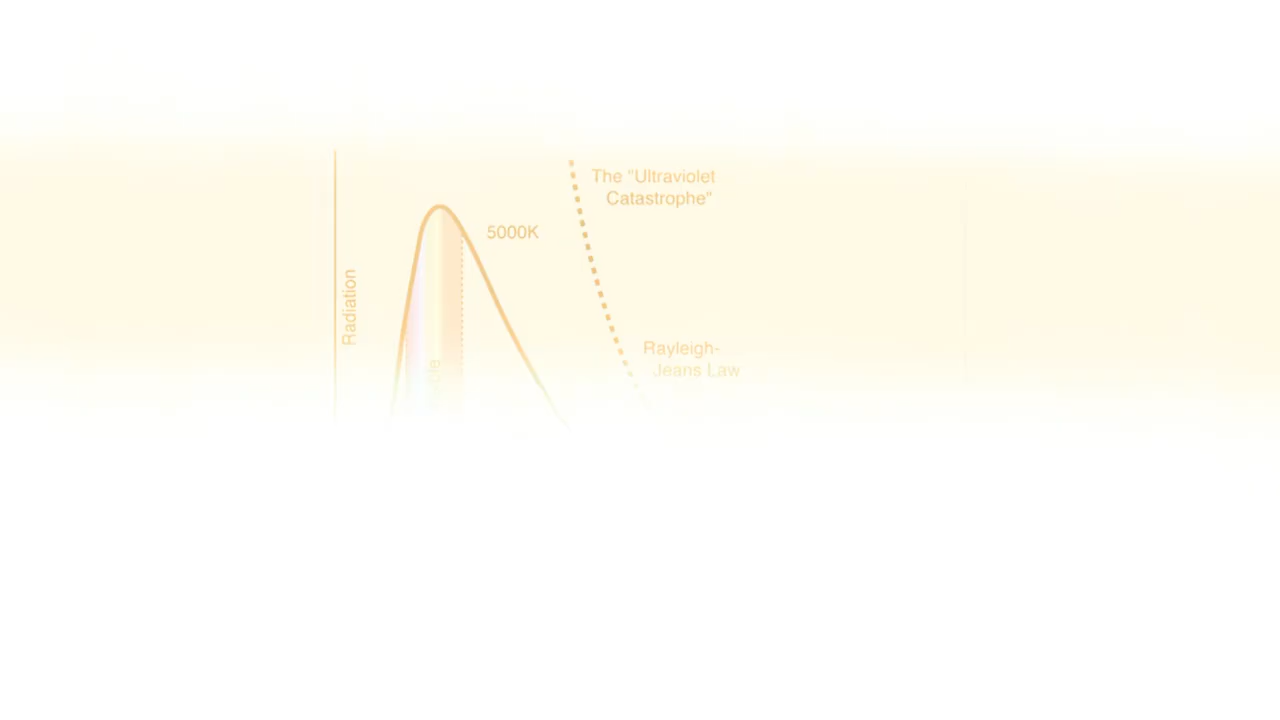 The "Ultraviolet
Catastrophe"
5000K
Radiation
Rayleigh-
Jeans Law